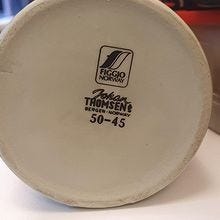 FIGGJO
NORWAY
Johan
THOMSEN
BERGEN-NORWAY
50-45